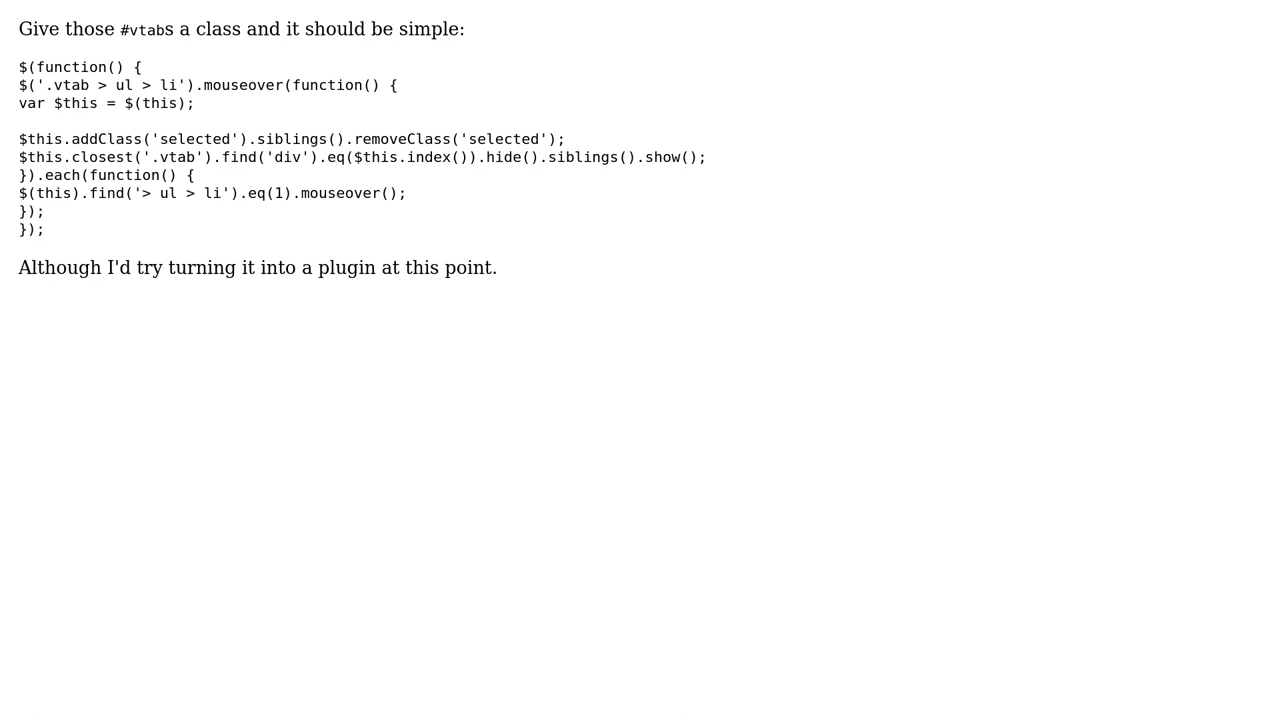 Give those #vtabs a class and it should be simple:
$(function() {
$('.vtab > ul > li').mouseover(function() {
var $this = $(this);
$this.addClass('selected').siblings().removeClass('selected');
$this.closest('.vtab').find('div').eq($this.index()).hide().siblings().show();
}).each(function() {
$(this).find('> ul > li').eq(1).mouseover();
});
});
Although I'd try turning it into a plugin at this point.